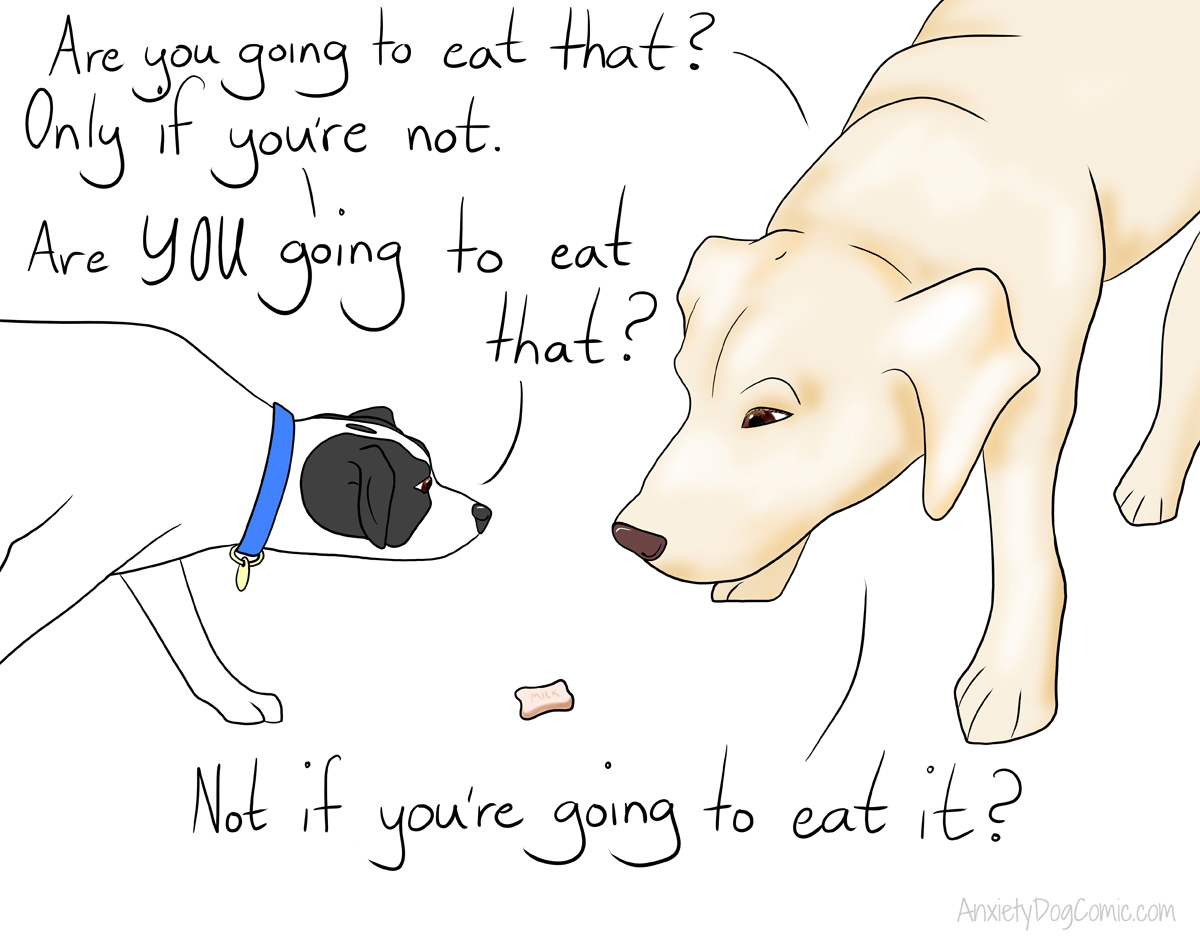 Are you going to eat that?
Only if you're not.
Are YOU going to eat
that?
MILK
Not if you're going to eat it?
AnxietyDogComic.com